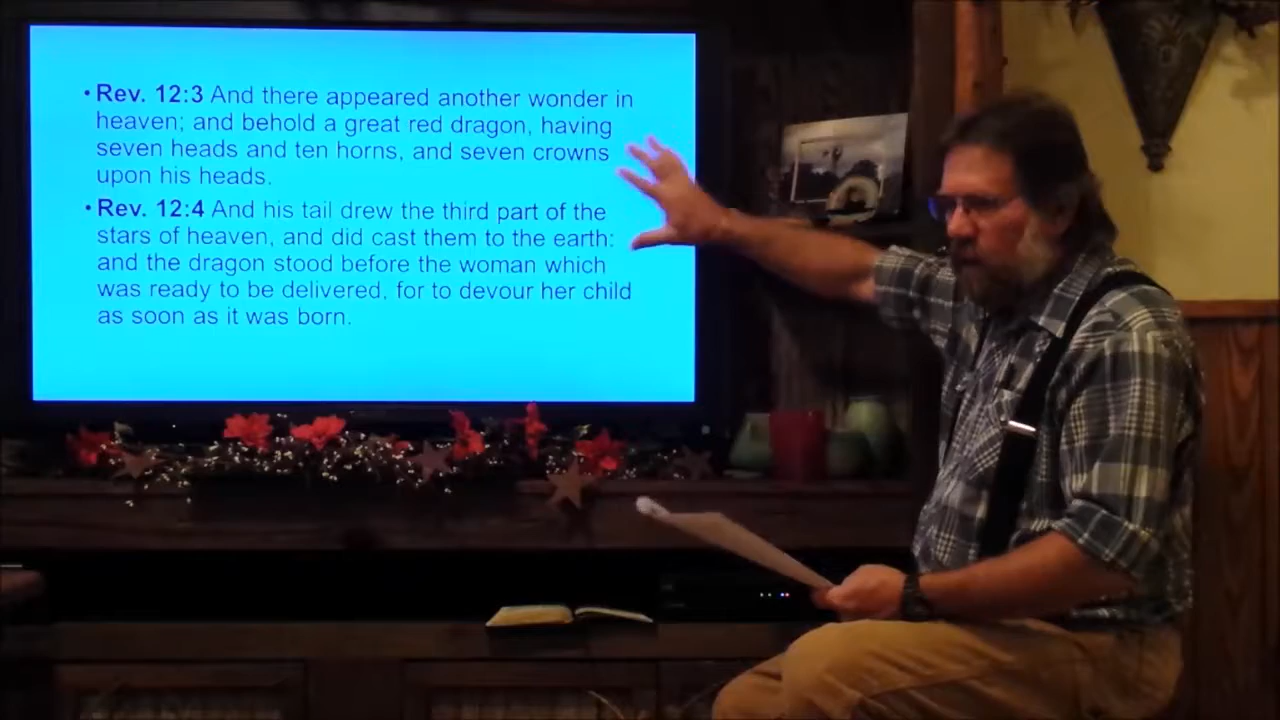 • Rev. 12:3 And there appeared another wonder in
heaven; and behold a great red dragon, having
seven heads and ten horns, and seven crowns
upon his heads.
• Rev. 12:4 And his tail drew the third part of the
stars of heaven, and did cast them to the earth:
and the dragon stood before the woman which
was ready to be delivered, for to devour her child
as soon as it was born.